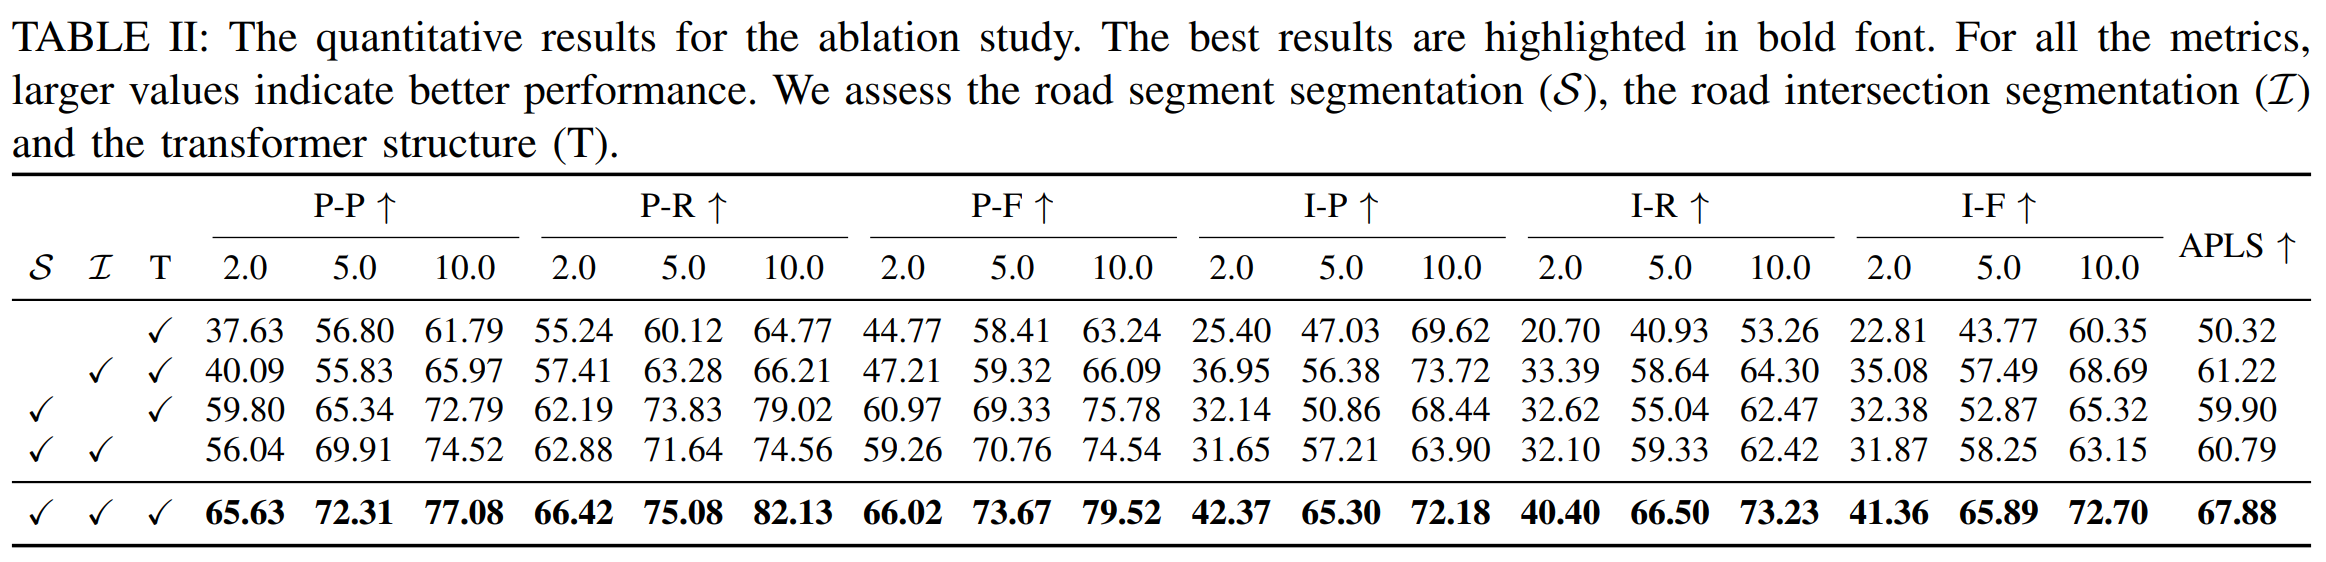 TABLE II: The quantitative results for the ablation study. The best results are highlighted in bold font. For all the metrics,
larger values indicate better performance. We assess the road segment segmentation (𝒮), the road intersection segmentation (ℐ)
and the transformer structure (T).
P-P ↑ P-R ↑ P-F ↑ I-P ↑ I-R ↑ I-F ↑ APLS ↑
𝒮 ℐ T 2.0 5.0 10.0 2.0 5.0 10.0 2.0 5.0 10.0 2.0 5.0 10.0 2.0 5.0 10.0 2.0 5.0 10.0
✓ 37.63 56.80 61.79 55.24 60.12 64.77 44.77 58.41 63.24 25.40 47.03 69.62 20.70 40.93 53.26 22.81 43.77 60.35 50.32
✓ ✓ 40.09 55.83 65.97 57.41 63.28 66.21 47.21 59.32 66.09 36.95 56.38 73.72 33.39 58.64 64.30 35.08 57.49 68.69 61.22
✓ ✓ 59.80 65.34 72.79 62.19 73.83 79.02 60.97 69.33 75.78 32.14 50.86 68.44 32.62 55.04 62.47 32.38 52.87 65.32 59.90
✓ ✓ 56.04 69.91 74.52 62.88 71.64 74.56 59.26 70.76 74.54 31.65 57.21 63.90 32.10 59.33 62.42 31.87 58.25 63.15 60.79
✓ ✓ ✓ 65.63 72.31 77.08 66.42 75.08 82.13 66.02 73.67 79.52 42.37 65.30 72.18 40.40 66.50 73.23 41.36 65.89 72.70 67.88